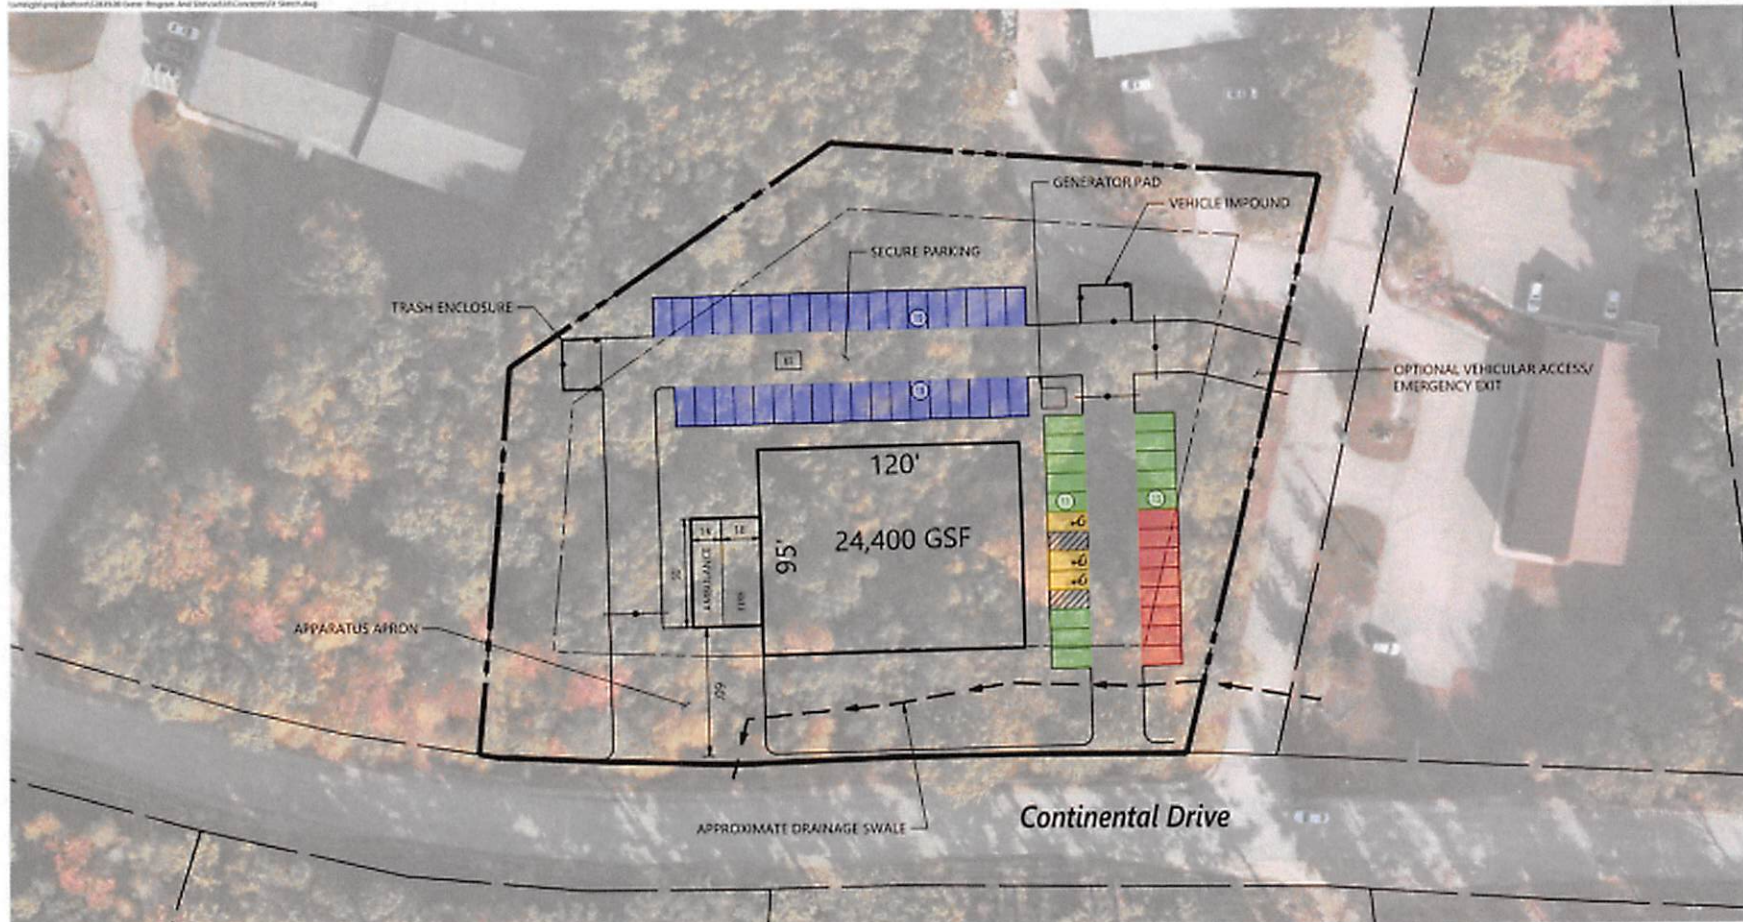 GENERATOR PAD
VEHICLE IMPOUND
SECURE PARKING
TRASH ENCLOSURE
OPTIONAL VEHICULAR ACCESS/
EMERGENCY EXIT
120'
24,400 GSF
95'
AMBULANCE
APPARATUS APRON
60'
Continental Drive
APPROXIMATE DRAINAGE SWALE